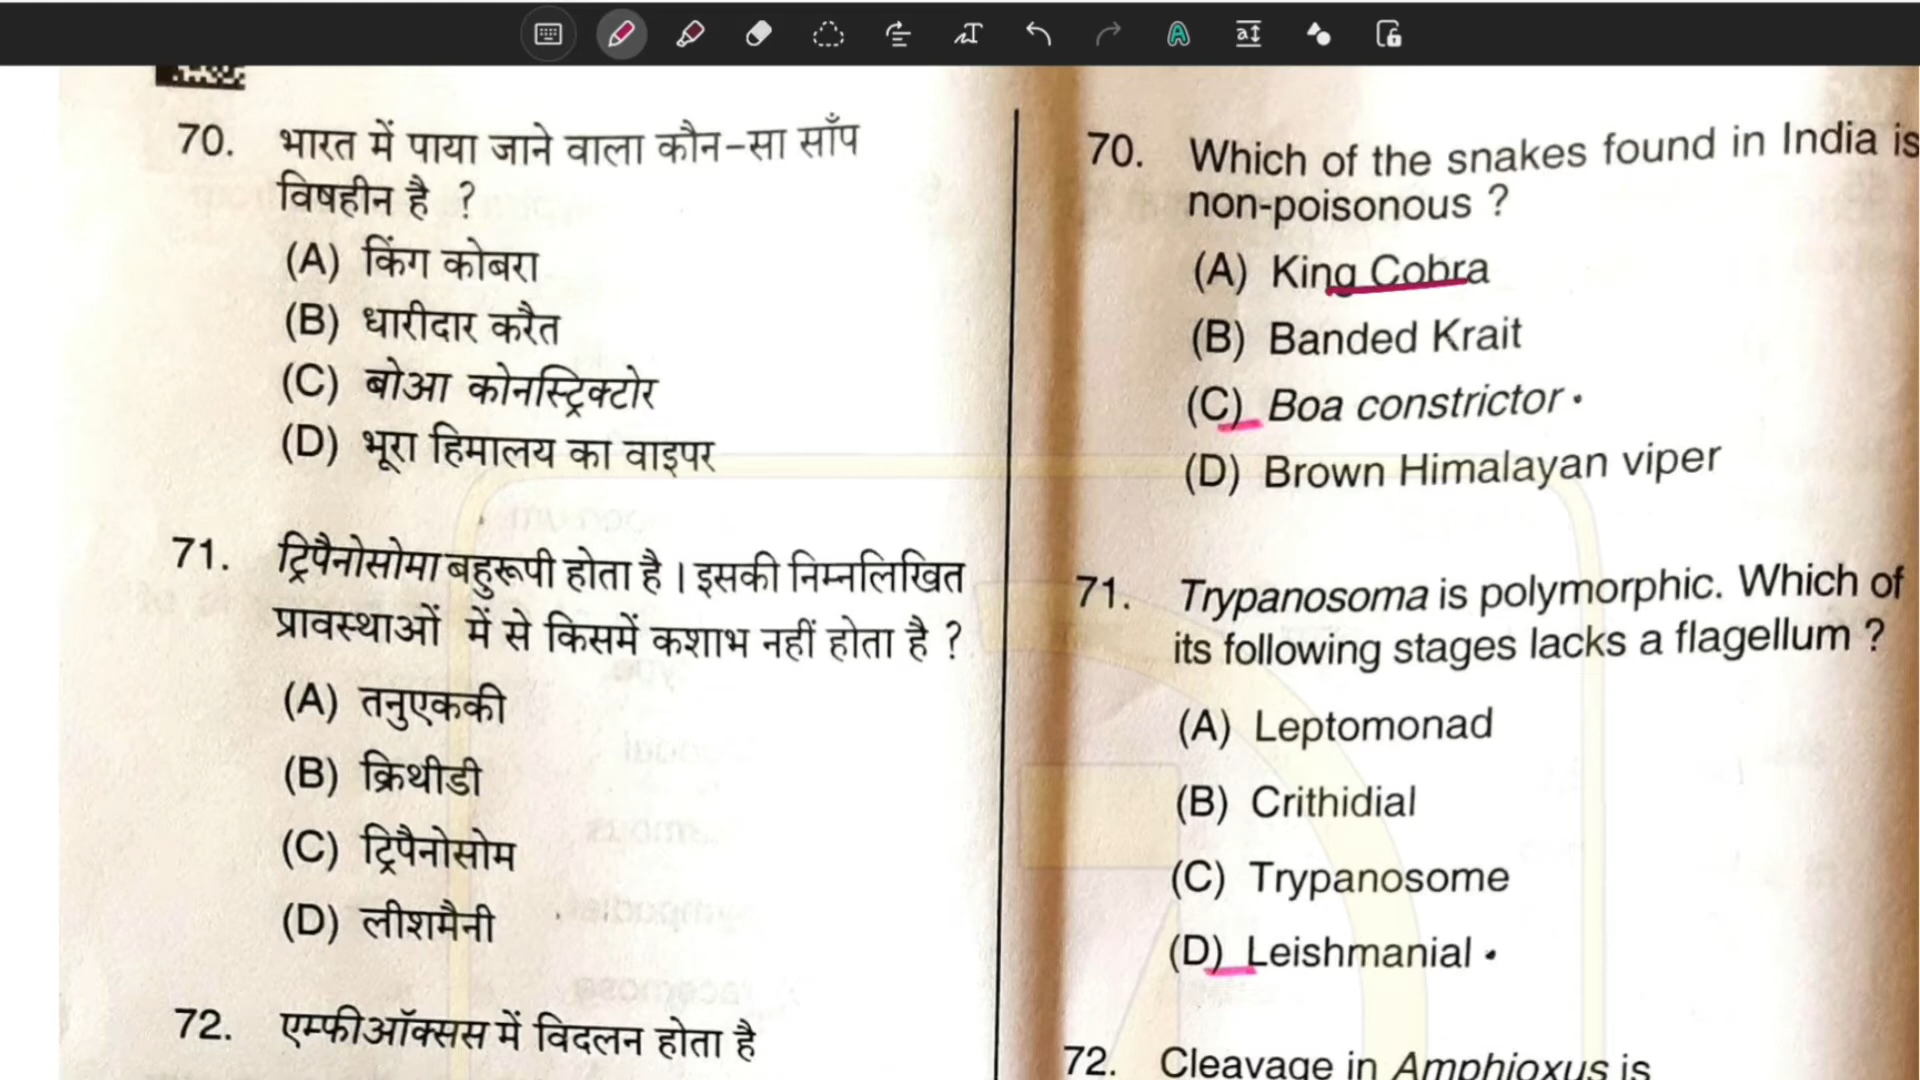 70. भारत में पाया जाने वाला कौन-सा साँप
विषहीन है ?
(A) किंग कोबरा
(B) धारीदार करैत
(C) बोआ कोनस्ट्रिक्टोर
(D) भूरा हिमालय का वाइपर
71. ट्रिपैनोसोमा बहुरूपी होता है । इसकी निम्नलिखित
प्रावस्थाओं में से किसमें कशाभ नहीं होता है ?
(A) तनुएककी
(B) क्रिथीडी
(C) ट्रिपैनोसोम
(D) लीशमैनी
72. एम्फीऑक्सस में विदलन होता है
70. Which of the snakes found in India is
non-poisonous ?
(A) King Cobra
(B) Banded Krait
(C) Boa constrictor
(D) Brown Himalayan viper
71. Trypanosoma is polymorphic. Which of
its following stages lacks a flagellum ?
(A) Leptomonad
(B) Crithidial
(C) Trypanosome
(D) Leishmanial
72. Cleavage in Amphioxus is